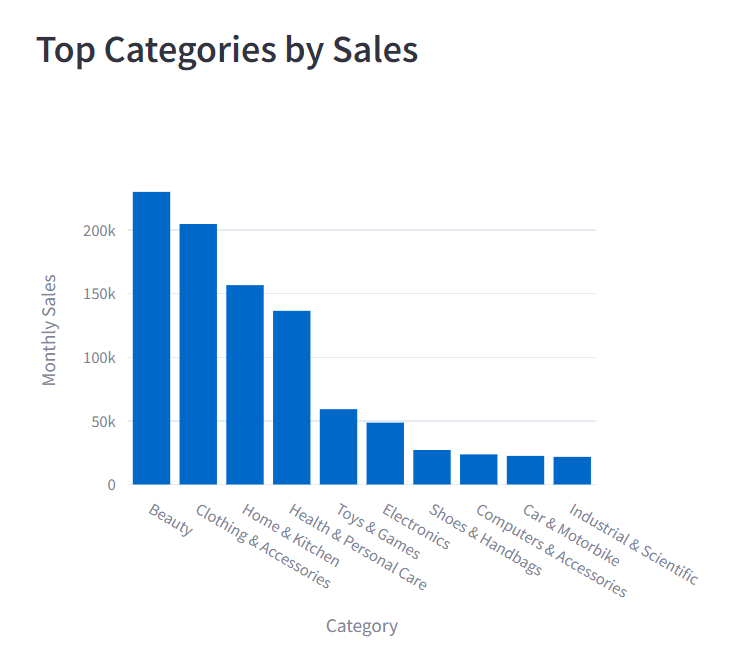 Top Categories by Sales
Monthly Sales
200k
150k
100k
50k
0
Beauty
Clothing & Accessories
Home & Kitchen
Health & Personal Care
Toys & Games
Electronics
Shoes & Handbags
Computers & Accessories
Car & Motorbike
Industrial & Scientific
Category